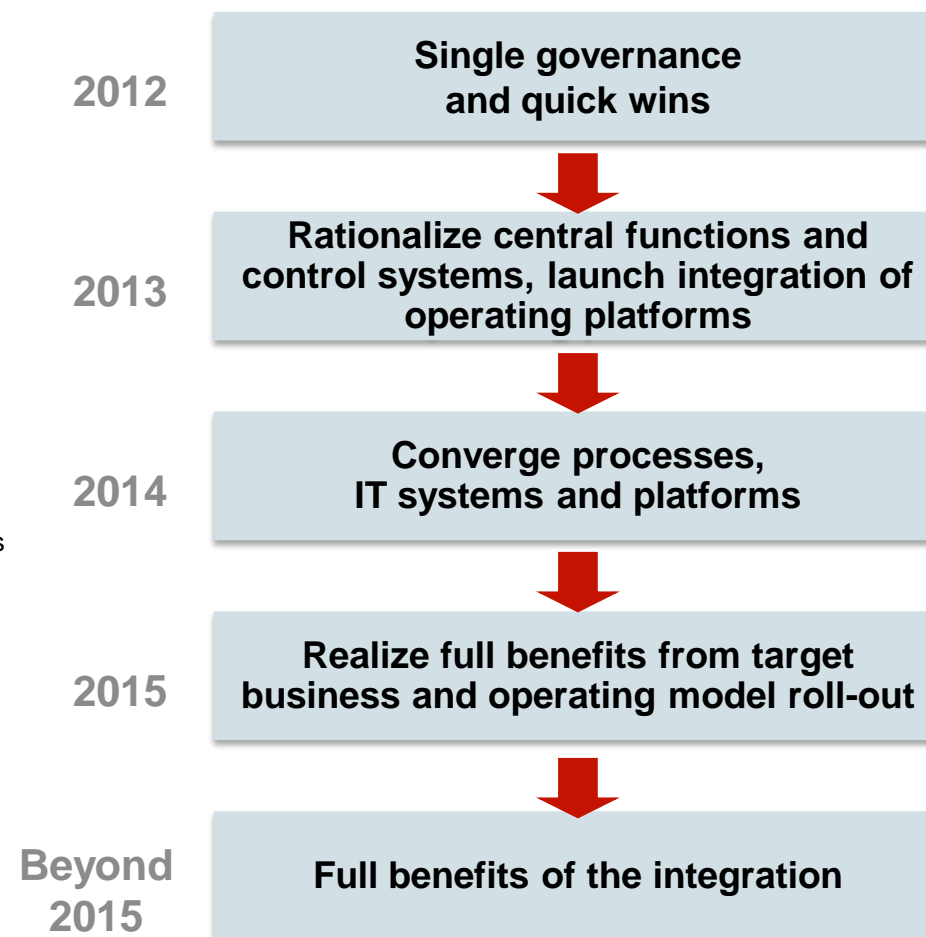 2012
Single governance
and quick wins
2013
Rationalize central functions and
control systems, launch integration of
operating platforms
2014
Converge processes,
IT systems and platforms
s
2015
Realize full benefits from target
business and operating model roll-out
Beyond
2015
Full benefits of the integration